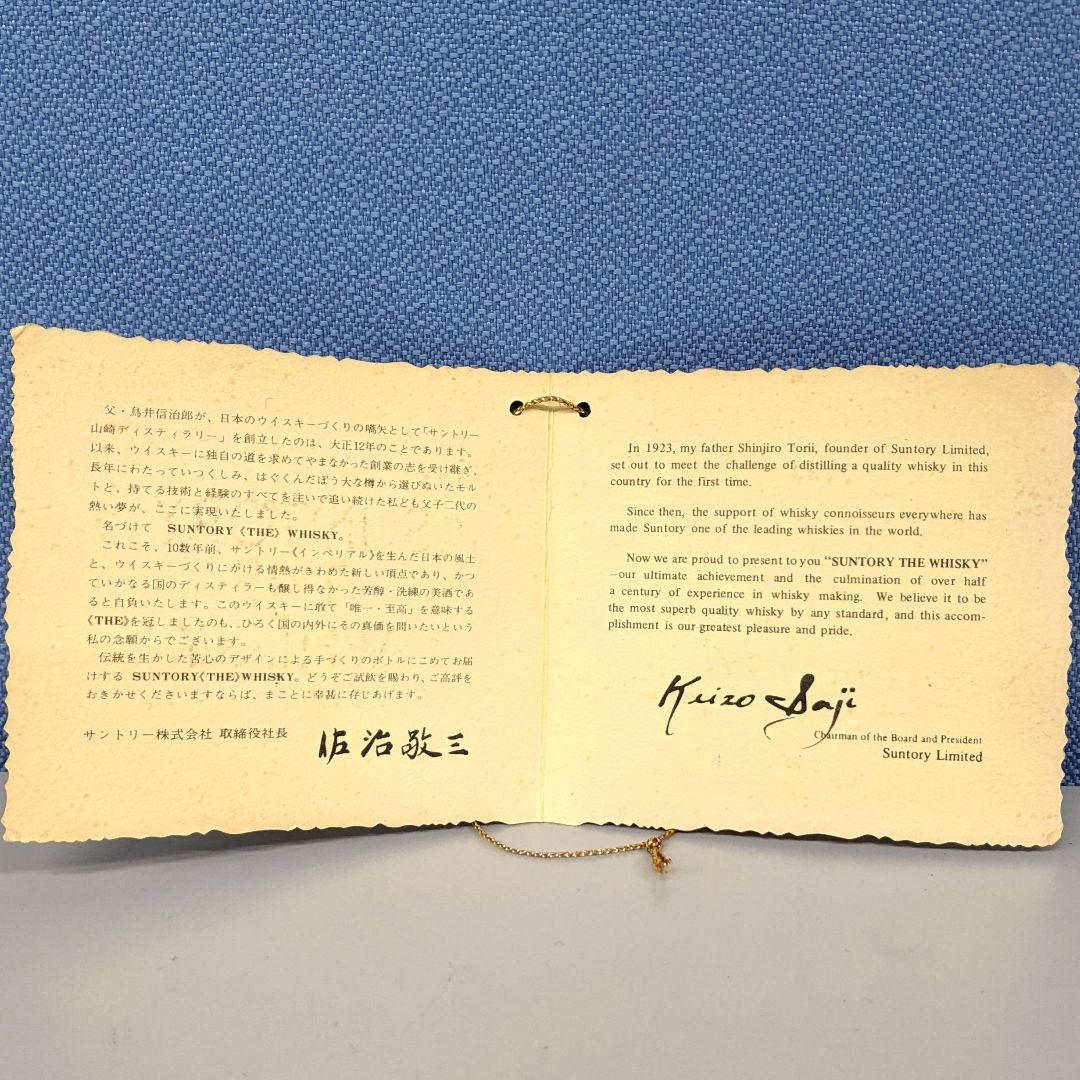 父・鳥井信治郎が、日本のウイスキーづくりの嚆矢として「サントリー
山崎ディスティラリー」を創立したのは、大正12年のことであります。
以来、ウイスキーに独自の道を求めてやまなかった創業の志を受け継ぎ、
長年にわたっていつくしみ、はぐくんだぼう大な樽から選びぬいたモル
トと、持てる技術と経験のすべてを注いで追い続けた私ども父子二代の
熱い夢が、ここに実現いたしました。
名づけて SUNTORY《THE》WHISKY。
これこそ、10数年前、サントリー《インペリアル》を生んだ日本の風土
と、ウイスキーづくりにかける情熱がきわめた新しい頂点であり、かつ
ていかなる国のディスティラーも醸し得なかった芳醇・洗練の美酒であ
ると自負いたします。このウイスキーに敢て「唯一・至高」を意味する
《THE》を冠しましたのも、ひろく国の内外にその真価を問いたいという
私の念願からでございます。
伝統を生かした苦心のデザインによる手づくりのボトルにこめてお届
けする SUNTORY《THE》WHISKY。どうぞご試飲を賜わり、ご高評を
おきかせくださいますならば、まことに幸甚に存じあげます。
サントリー株式会社 取締役社長 佐治敬三
In 1923, my father Shinjiro Torii, founder of Suntory Limited,
set out to meet the challenge of distilling a quality whisky in this
country for the first time.
Since then, the support of whisky connoisseurs everywhere has
made Suntory one of the leading whiskies in the world.
Now we are proud to present to you "SUNTORY THE WHISKY"
–our ultimate achievement and the culmination of over half
a century of experience in whisky making. We believe it to be
the most superb quality whisky by any standard, and this accom-
plishment is our greatest pleasure and pride.
Keizo Saji
Chairman of the Board and President
Suntory Limited